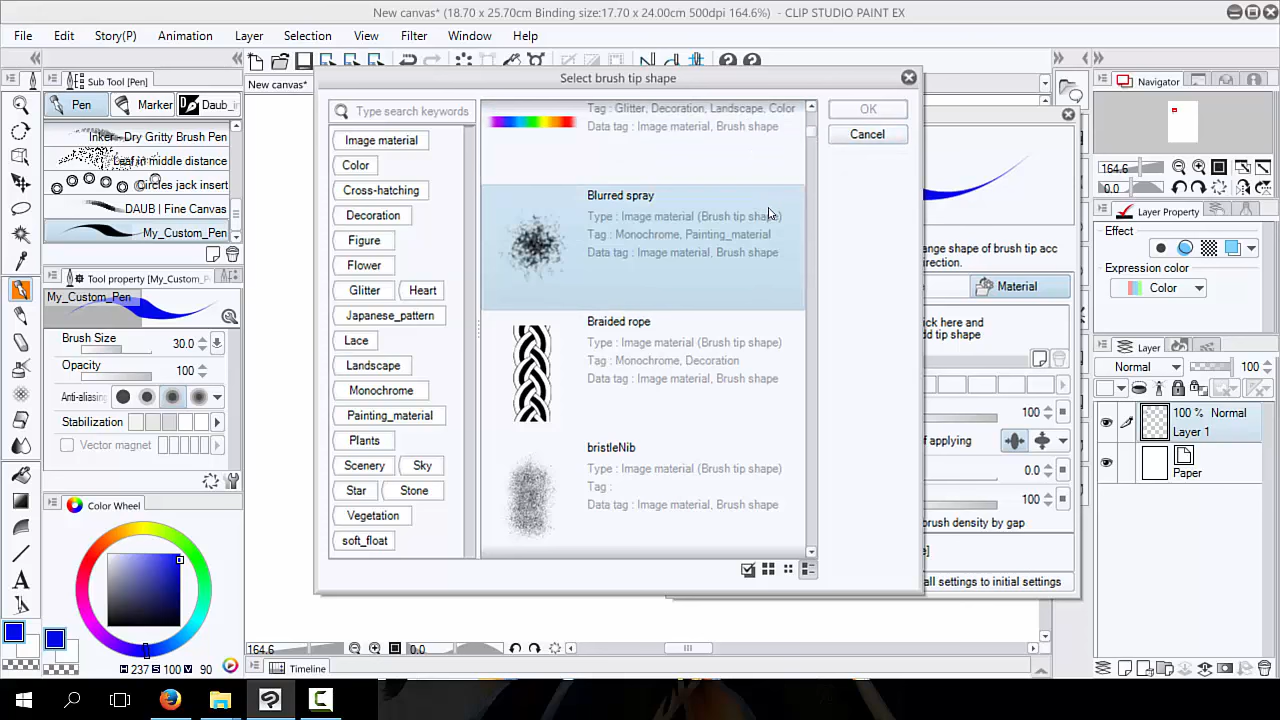 New canvas* (18.70 x 25.70cm Binding size:17.70 x 24.00cm 500dpi 164.6%) - CLIP STUDIO PAINT EX
File Edit Story(P) Animation Layer Selection View Filter Window Help
Sub Tool [Pen]
Pen Marker Daub_in
Inker - Dry Gritty Brush Pen
Leaf in middle distance
Circles jack insert
DAUB | Fine Canvas
My_Custom_Pen
Tool property [My_Custom_Pen]
My_Custom_Pen
Brush Size 30.0
Opacity 100
Anti-aliasing
Stabilization
Vector magnet
Color Wheel
H 237 S 100 V 90
New canvas*
Select brush tip shape
Type search keywords
Image material
Color
Cross-hatching
Decoration
Figure
Flower
Glitter Heart
Japanese_pattern
Lace
Landscape
Monochrome
Painting_material
Plants
Scenery Sky
Star Stone
Vegetation
soft_float
Tag : Glitter, Decoration, Landscape, Color
Data tag : Image material, Brush shape
Blurred spray
Type : Image material (Brush tip shape)
Tag : Monochrome, Painting_material
Data tag : Image material, Brush shape
Braided rope
Type : Image material (Brush tip shape)
Tag : Monochrome, Decoration
Data tag : Image material, Brush shape
bristleNib
Type : Image material (Brush tip shape)
Tag :
Data tag : Image material, Brush shape
OK
Cancel
ange shape of brush tip acc
direction.
Material
ick here and
dd tip shape
100
of applying
0.0
100
brush density by gap
e]
all settings to initial settings
164.6 0.0
Timeline
Navigator
164.6
0.0
Layer Property
Effect
Expression color
Color
Layer
Normal 100
100 % Normal
Layer 1
Paper